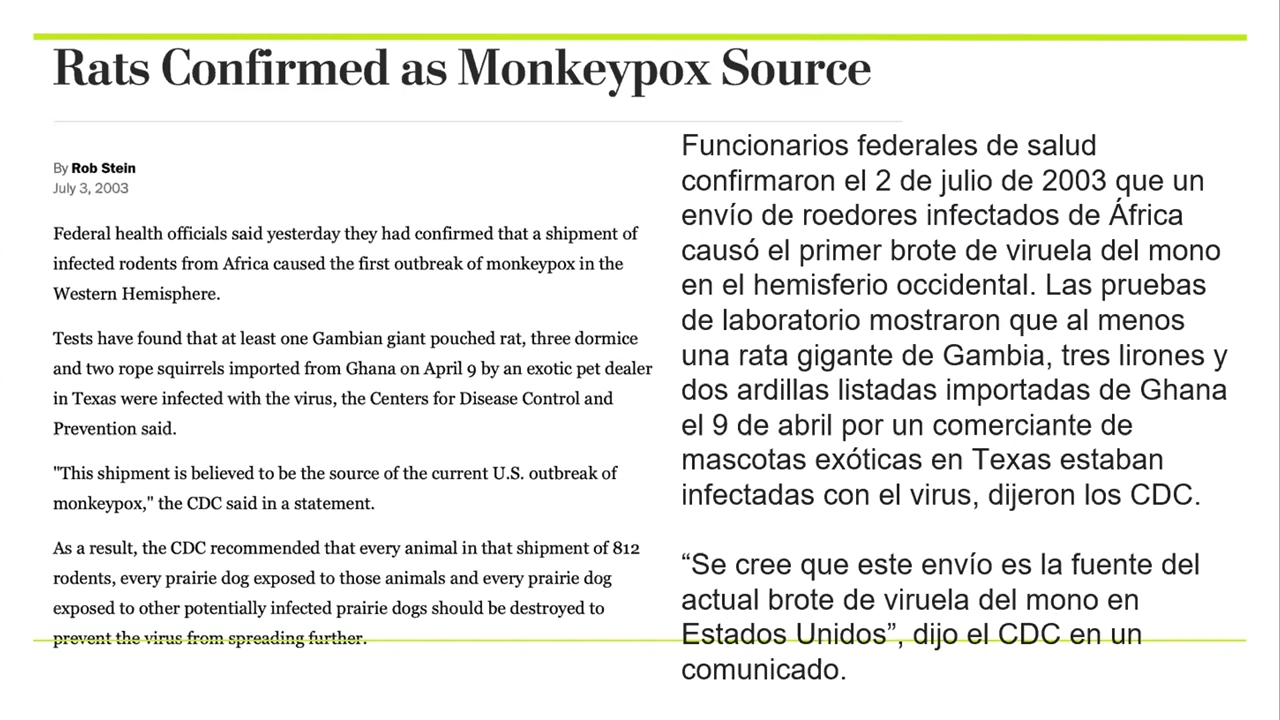 Rats Confirmed as Monkeypox Source
By Rob Stein
July 3, 2003
Federal health officials said yesterday they had confirmed that a shipment of
infected rodents from Africa caused the first outbreak of monkeypox in the
Western Hemisphere.
Tests have found that at least one Gambian giant pouched rat, three dormice
and two rope squirrels imported from Ghana on April 9 by an exotic pet dealer
in Texas were infected with the virus, the Centers for Disease Control and
Prevention said.
"This shipment is believed to be the source of the current U.S. outbreak of
monkeypox," the CDC said in a statement.
As a result, the CDC recommended that every animal in that shipment of 812
rodents, every prairie dog exposed to those animals and every prairie dog
exposed to other potentially infected prairie dogs should be destroyed to
prevent the virus from spreading further.
Funcionarios federales de salud
confirmaron el 2 de julio de 2003 que un
envío de roedores infectados de África
causó el primer brote de viruela del mono
en el hemisferio occidental. Las pruebas
de laboratorio mostraron que al menos
una rata gigante de Gambia, tres lirones y
dos ardillas listadas importadas de Ghana
el 9 de abril por un comerciante de
mascotas exóticas en Texas estaban
infectadas con el virus, dijeron los CDC.
“Se cree que este envío es la fuente del
actual brote de viruela del mono en
Estados Unidos”, dijo el CDC en un
comunicado.